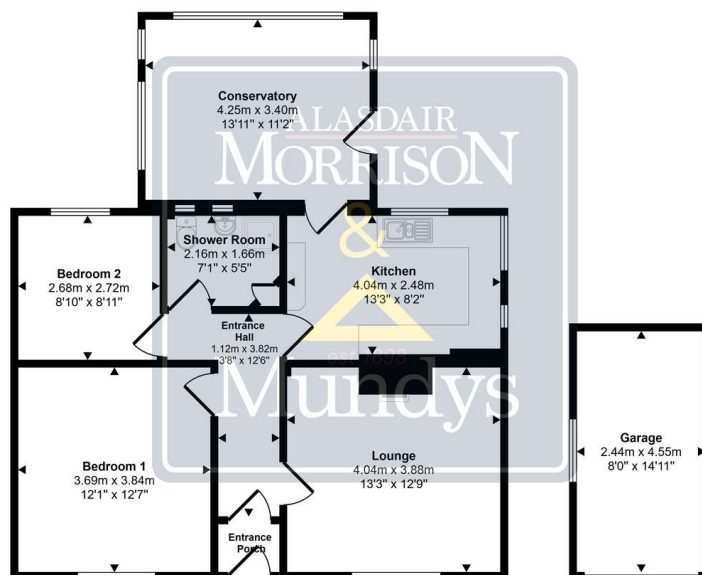 Conservatory
4.25m x 3.40m
13'11" x 11'2"
ALASDAIR
MORRISON
&
est. 1898
Mundys
Bedroom 2
2.68m x 2.72m
8'10" x 8'11"
Shower Room
2.16m x 1.66m
7'1" x 5'5"
Kitchen
4.04m x 2.48m
13'3" x 8'2"
Entrance
Hall
1.12m x 3.82m
3'8" x 12'6"
Bedroom 1
3.69m x 3.84m
12'1" x 12'7"
Lounge
4.04m x 3.88m
13'3" x 12'9"
Entrance
Porch
Garage
2.44m x 4.55m
8'0" x 14'11"